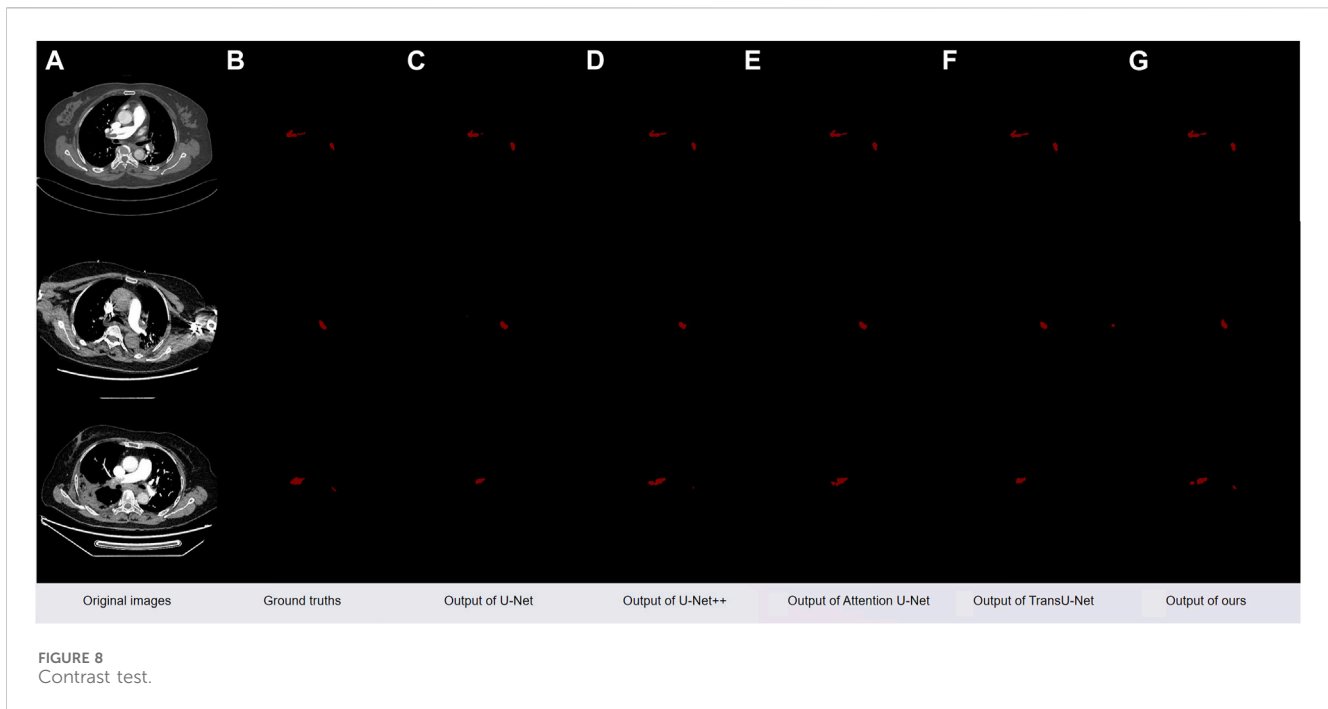 A B C D E F G
Original images Ground truths Output of U-Net Output of U-Net++ Output of Attention U-Net Output of TransU-Net Output of ours
FIGURE 8
Contrast test.